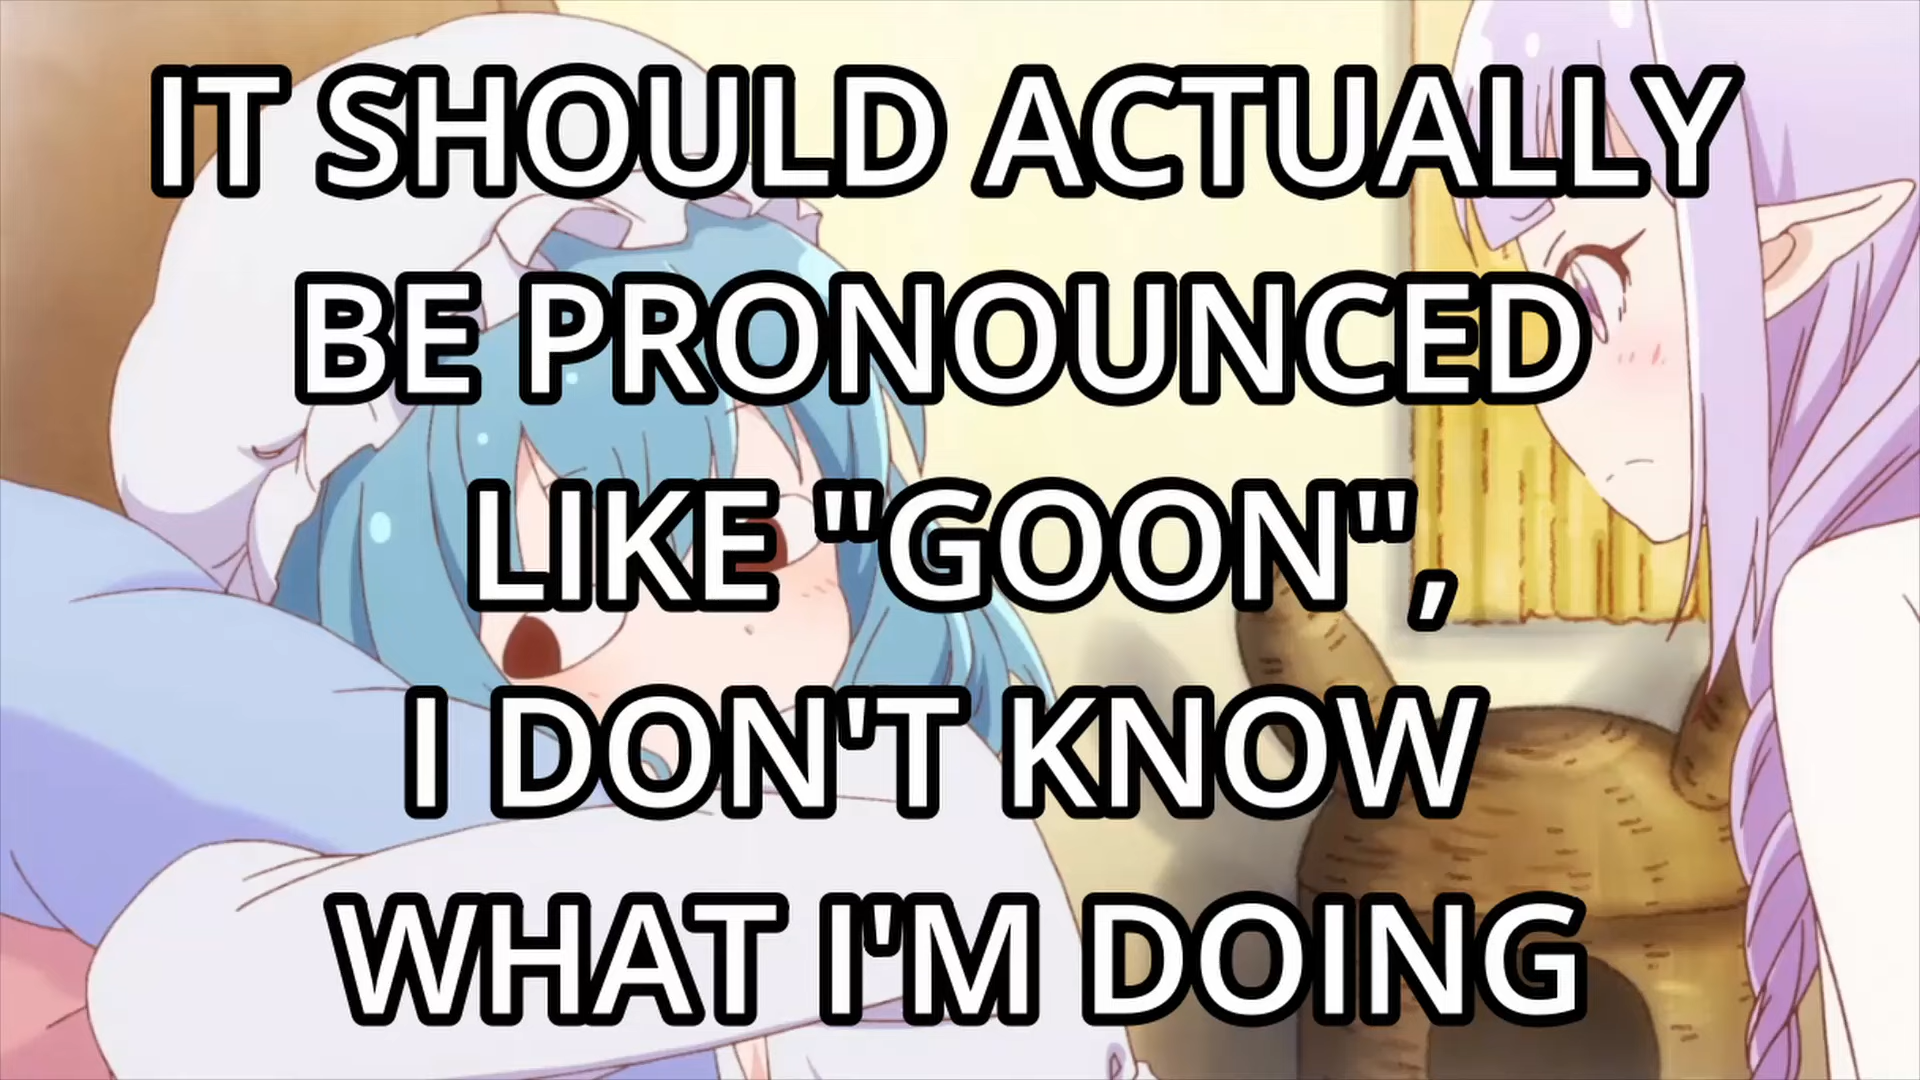 IT SHOULD ACTUALLY
BE PRONOUNCED
LIKE "GOON",
I DON'T KNOW
WHAT I'M DOING